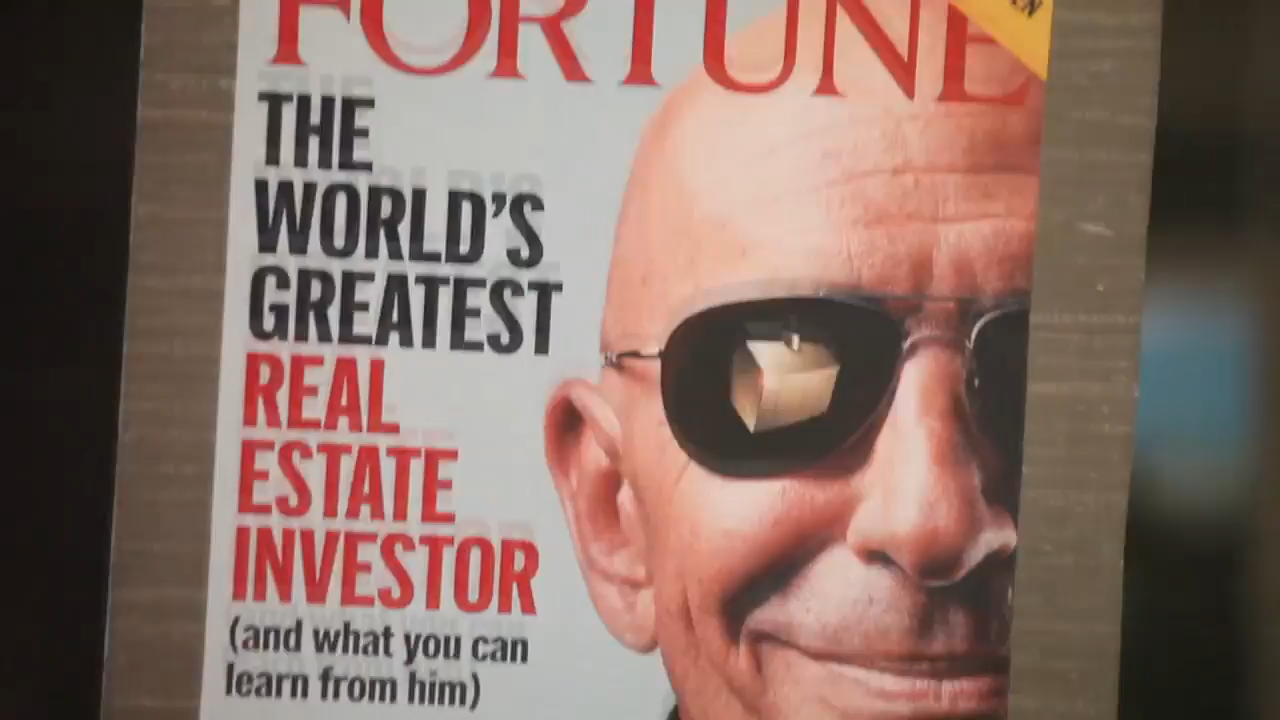 FORTUNE
THE
WORLD'S
GREATEST
REAL
ESTATE
INVESTOR
(and what you can
learn from him)